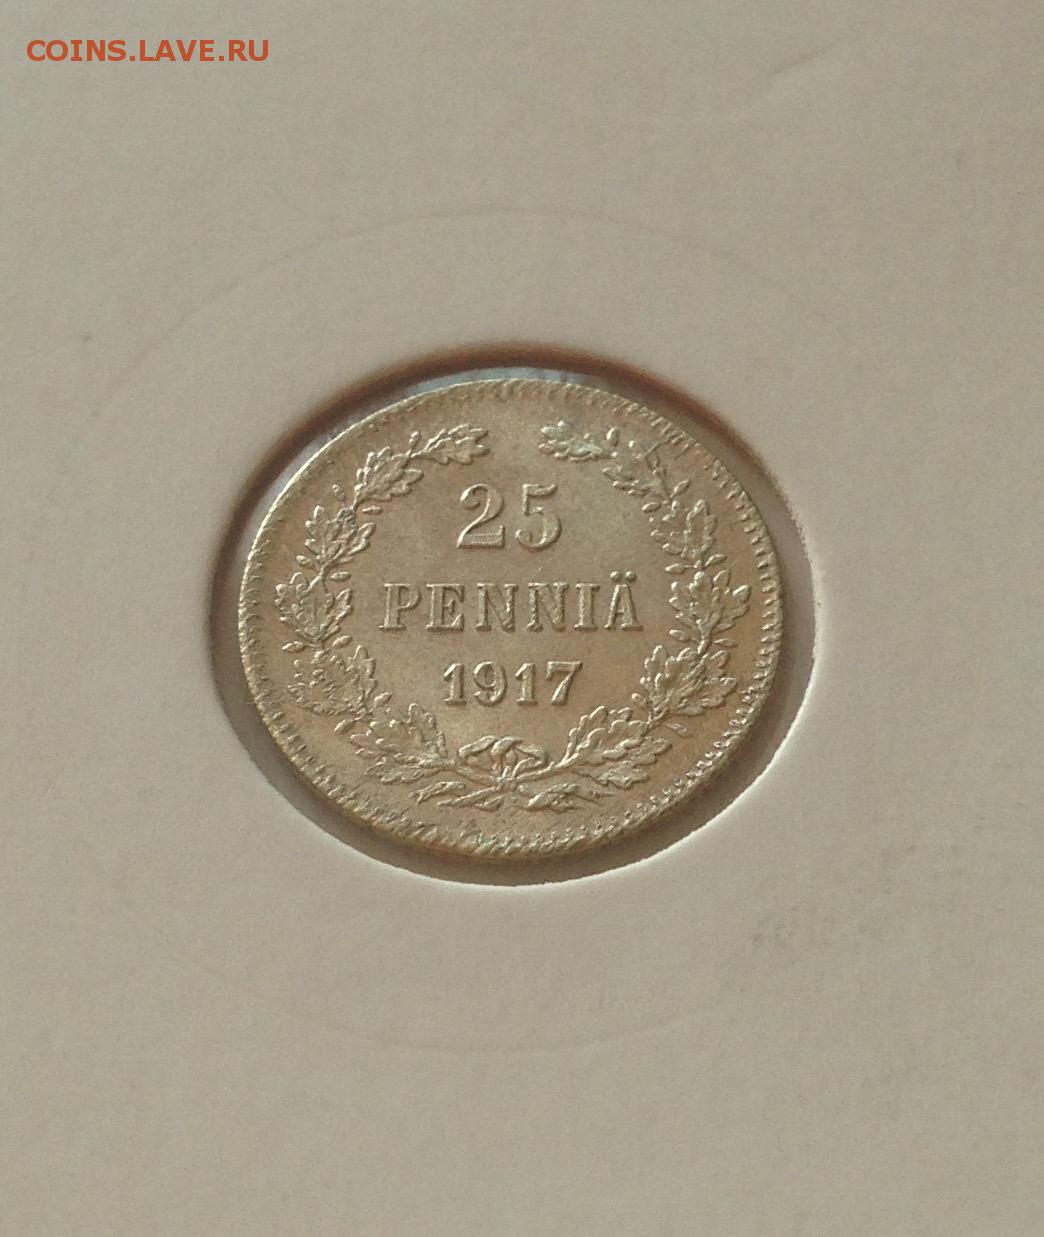 COINS.LAVE.RU
25
PENNIÄ
1917